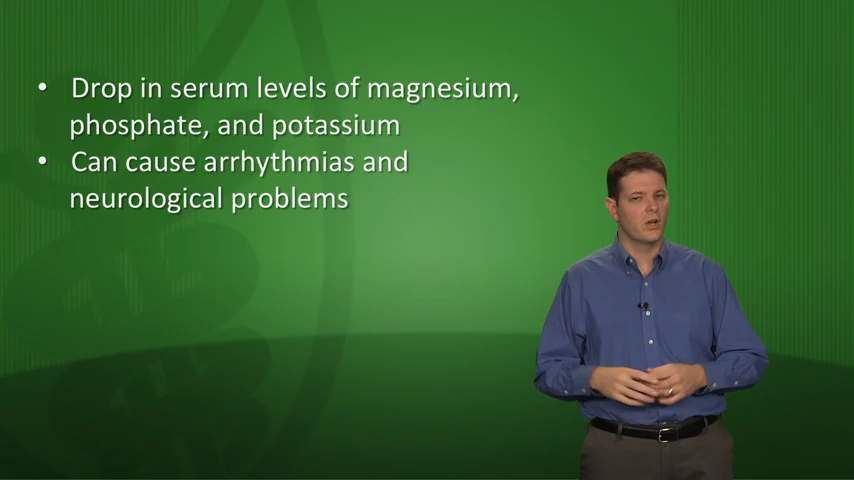 • Drop in serum levels of magnesium,
phosphate, and potassium
• Can cause arrhythmias and
neurological problems